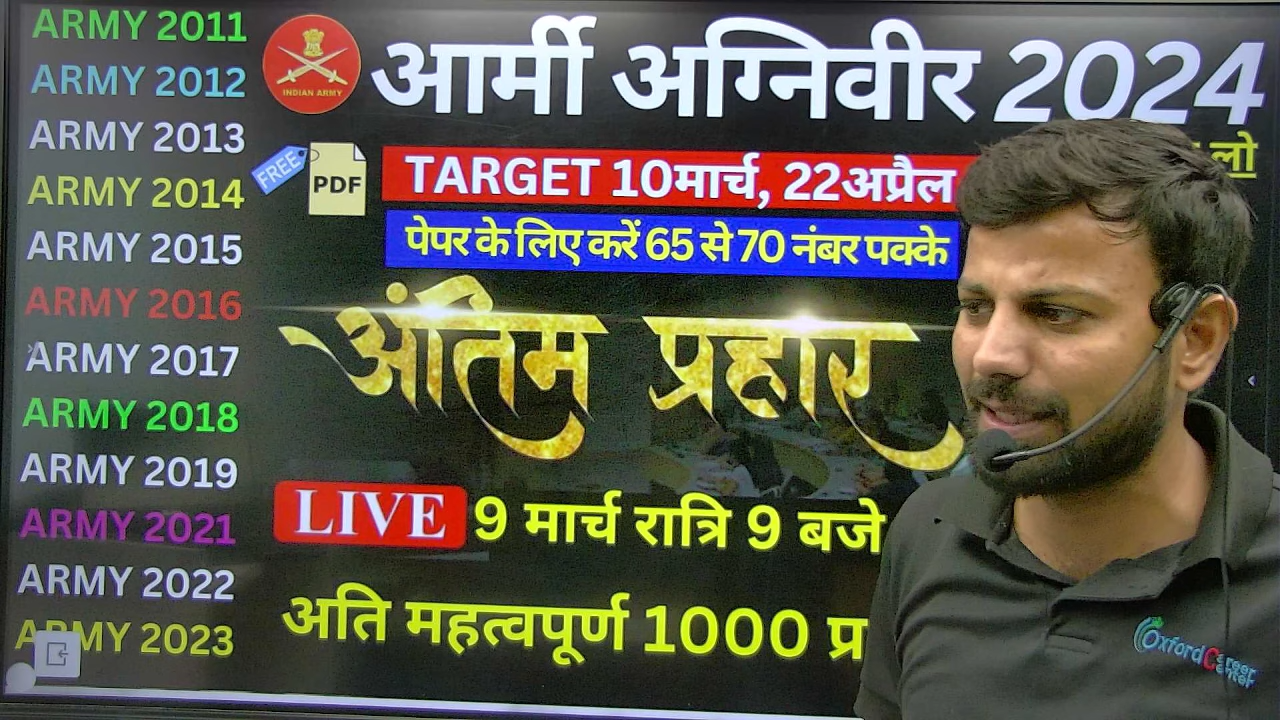 ARMY 2011
ARMY 2012
ARMY 2013
ARMY 2014
ARMY 2015
ARMY 2016
ARMY 2017
ARMY 2018
ARMY 2019
ARMY 2021
ARMY 2022
ARMY 2023
INDIAN ARMY
आर्मी अग्निवीर 2024
लो
FREE
PDF
TARGET 10मार्च, 22अप्रैल
पेपर के लिए करें 65 से 70 नंबर पक्के
अंतिम प्रहार
LIVE 9 मार्च रात्रि 9 बजे
अति महत्वपूर्ण 1000 प्र
Oxford Career
Center